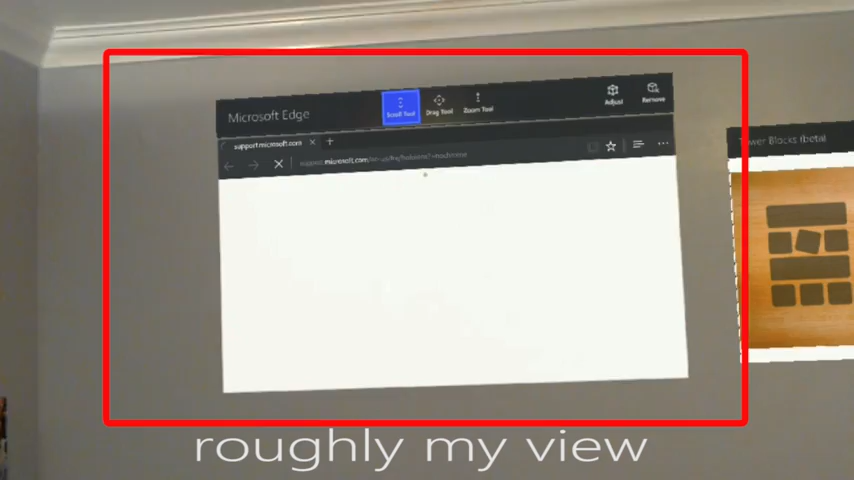 Microsoft Edge
Scroll Tool
Drag Tool
Zoom Tool
Adjust
Remove
support.microsoft.com
Tower Blocks (beta)
roughly my view